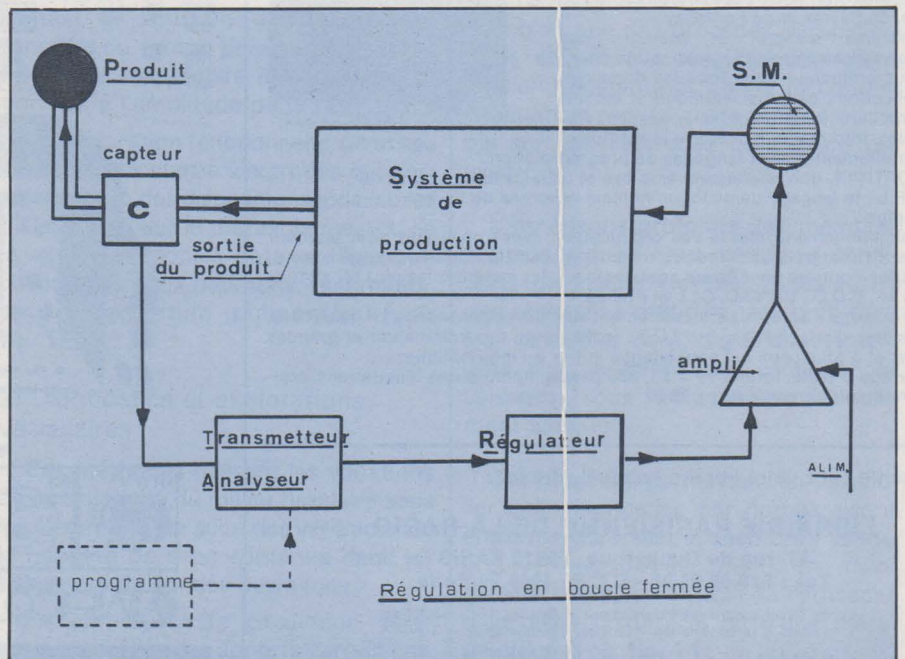 Produit
S.M.
capteur
C
Système
de
production
sortie
du produit
ampli
ALIM.
Transmetteur
Analyseur
Régulateur
programme
Régulation en boucle fermée